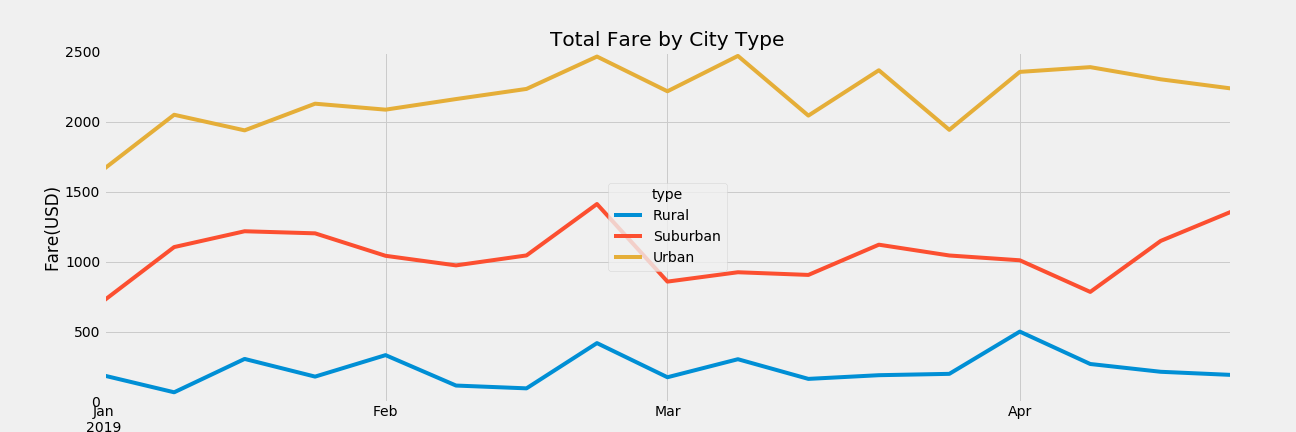 Total Fare by City Type
Fare(USD)
2500
2000
1500
1000
500
0
type
Rural
Suburban
Urban
Jan
2019
Feb
Mar
Apr